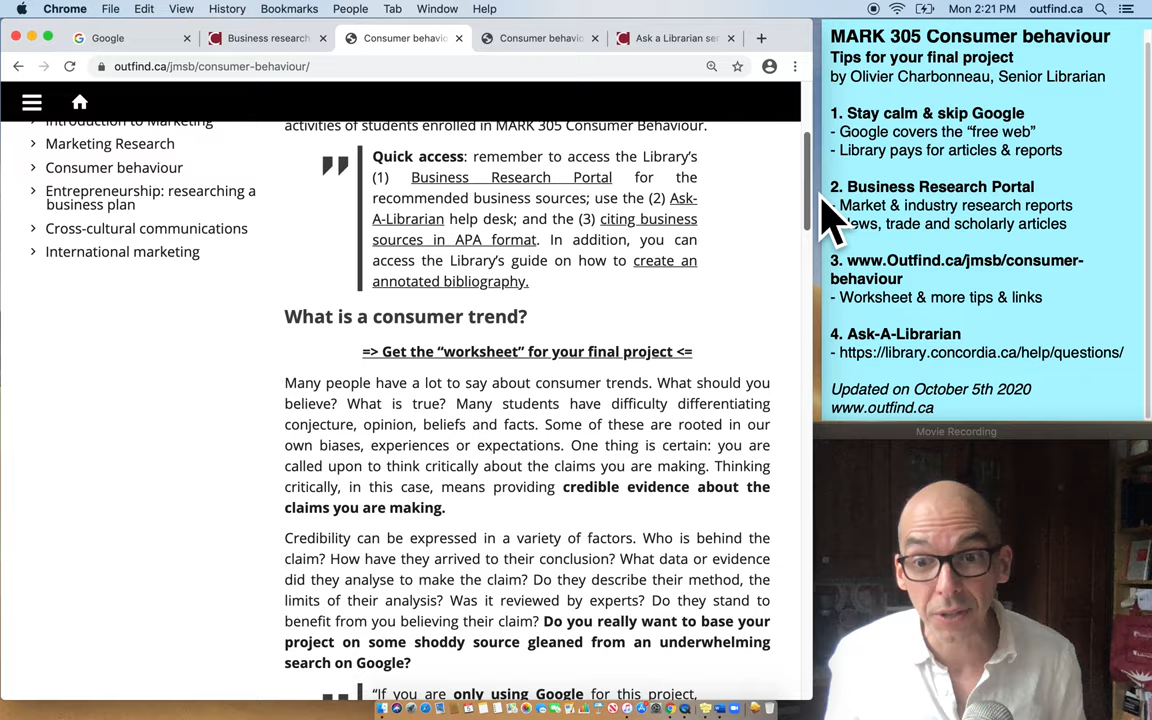 Chrome File Edit View History Bookmarks People Tab Window Help Mon 2:21 PM outfind.ca
Google Business research Consumer behavio Consumer behavio Ask a Librarian ser
outfind.ca/jmsb/consumer-behaviour/
Introduction to Marketing
Marketing Research
Consumer behaviour
Entrepreneurship: researching a
business plan
Cross-cultural communications
International marketing
activities of students enrolled in MARK 305 Consumer Behaviour.
Quick access: remember to access the Library's
(1) Business Research Portal for the
recommended business sources; use the (2) Ask-
A-Librarian help desk; and the (3) citing business
sources in APA format. In addition, you can
access the Library's guide on how to create an
annotated bibliography.
What is a consumer trend?
=> Get the "worksheet" for your final project <=
Many people have a lot to say about consumer trends. What should you
believe? What is true? Many students have difficulty differentiating
conjecture, opinion, beliefs and facts. Some of these are rooted in our
own biases, experiences or expectations. One thing is certain: you are
called upon to think critically about the claims you are making. Thinking
critically, in this case, means providing credible evidence about the
claims you are making.
Credibility can be expressed in a variety of factors. Who is behind the
claim? How have they arrived to their conclusion? What data or evidence
did they analyse to make the claim? Do they describe their method, the
limits of their analysis? Was it reviewed by experts? Do they stand to
benefit from you believing their claim? Do you really want to base your
project on some shoddy source gleaned from an underwhelming
search on Google?
"If you are only using Google for this project,
MARK 305 Consumer behaviour
Tips for your final project
by Olivier Charbonneau, Senior Librarian
1. Stay calm & skip Google
- Google covers the "free web"
- Library pays for articles & reports
2. Business Research Portal
Market & industry research reports
ews, trade and scholarly articles
3. www.Outfind.ca/jmsb/consumer-
behaviour
- Worksheet & more tips & links
4. Ask-A-Librarian
- https://library.concordia.ca/help/questions/
Updated on October 5th 2020
www.outfind.ca
Movie Recording